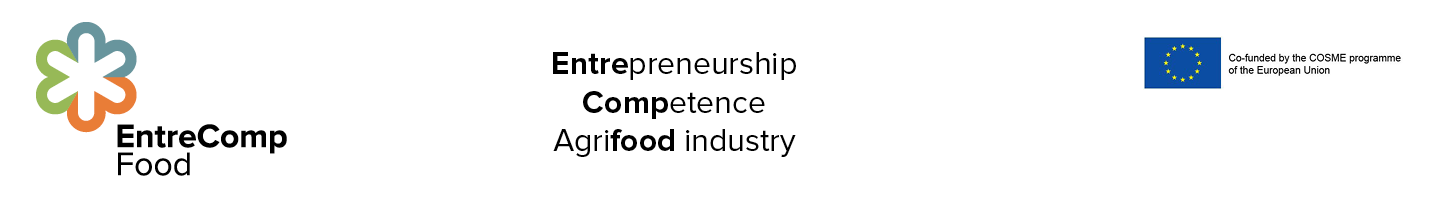 EntreComp
Food
Entrepreneurship
Competence
Agrifood industry
Co-funded by the COSME programme
of the European Union